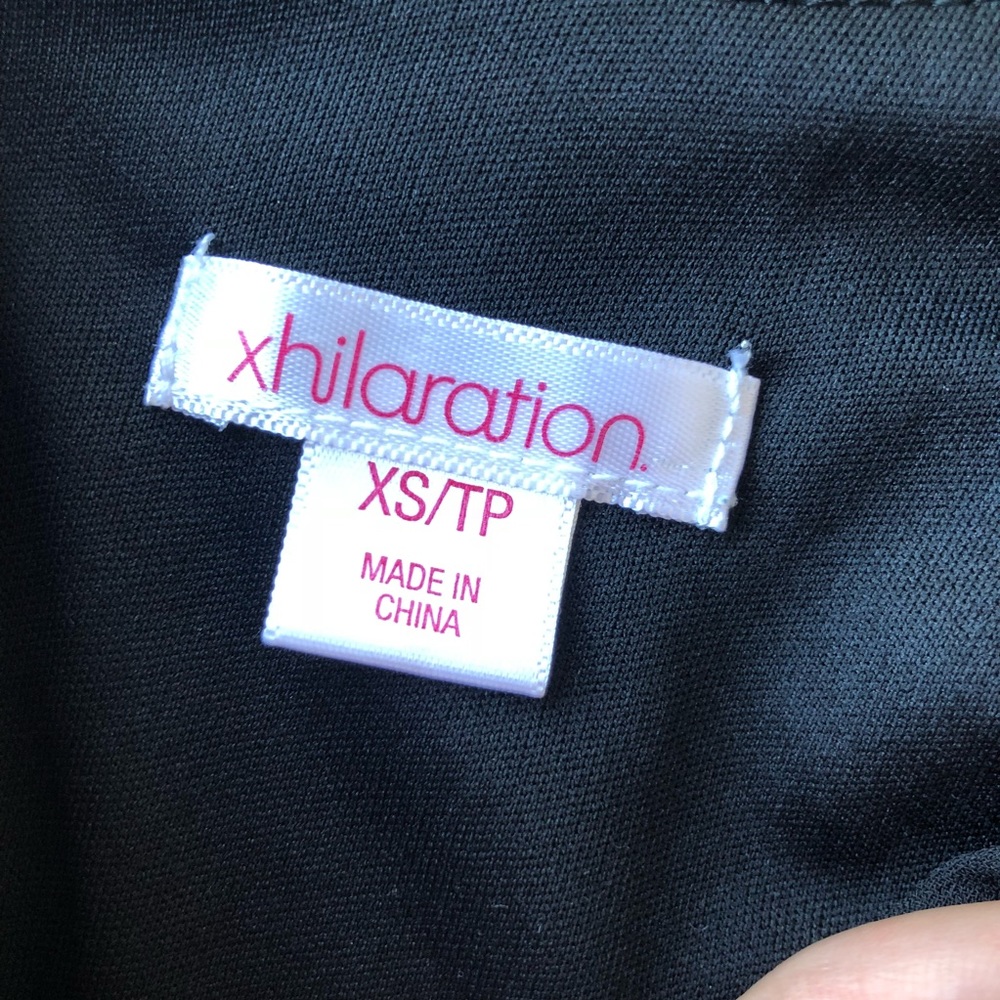 xhilaration.
XS/TP
MADE IN
CHINA